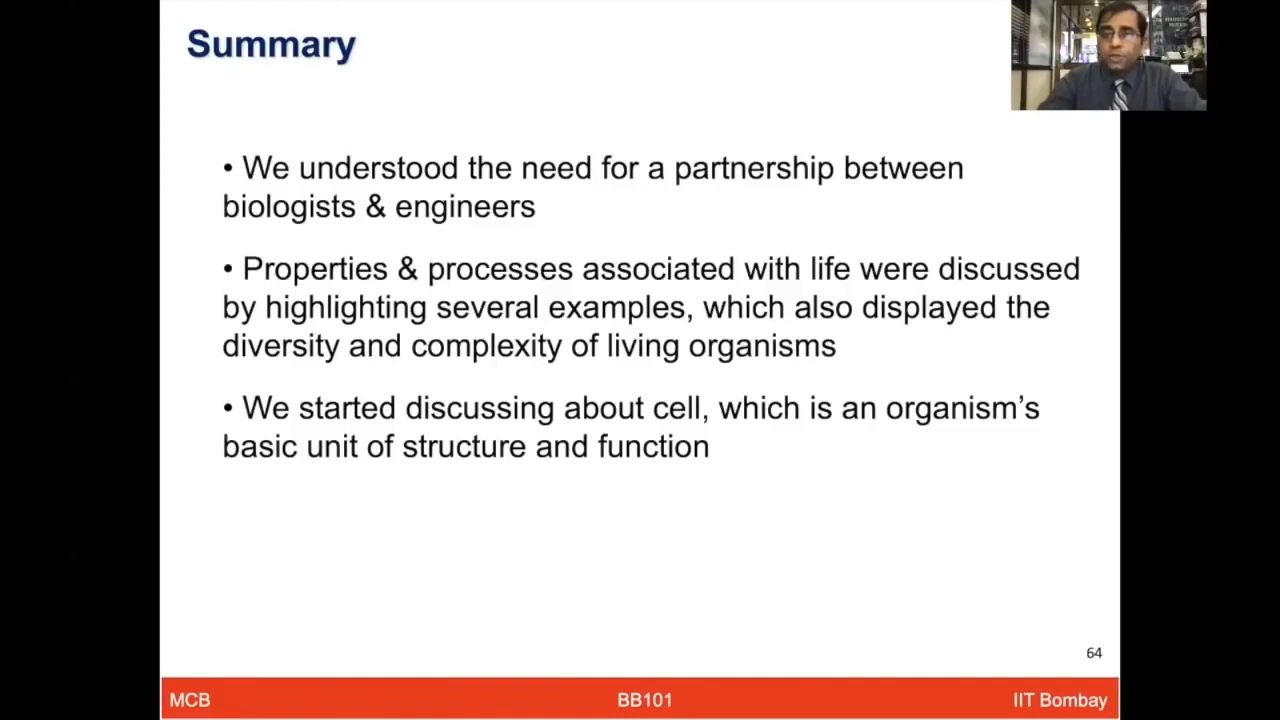 Summary
• We understood the need for a partnership between
biologists & engineers
• Properties & processes associated with life were discussed
by highlighting several examples, which also displayed the
diversity and complexity of living organisms
• We started discussing about cell, which is an organism's
basic unit of structure and function
64
MCB
BB101
IIT Bombay